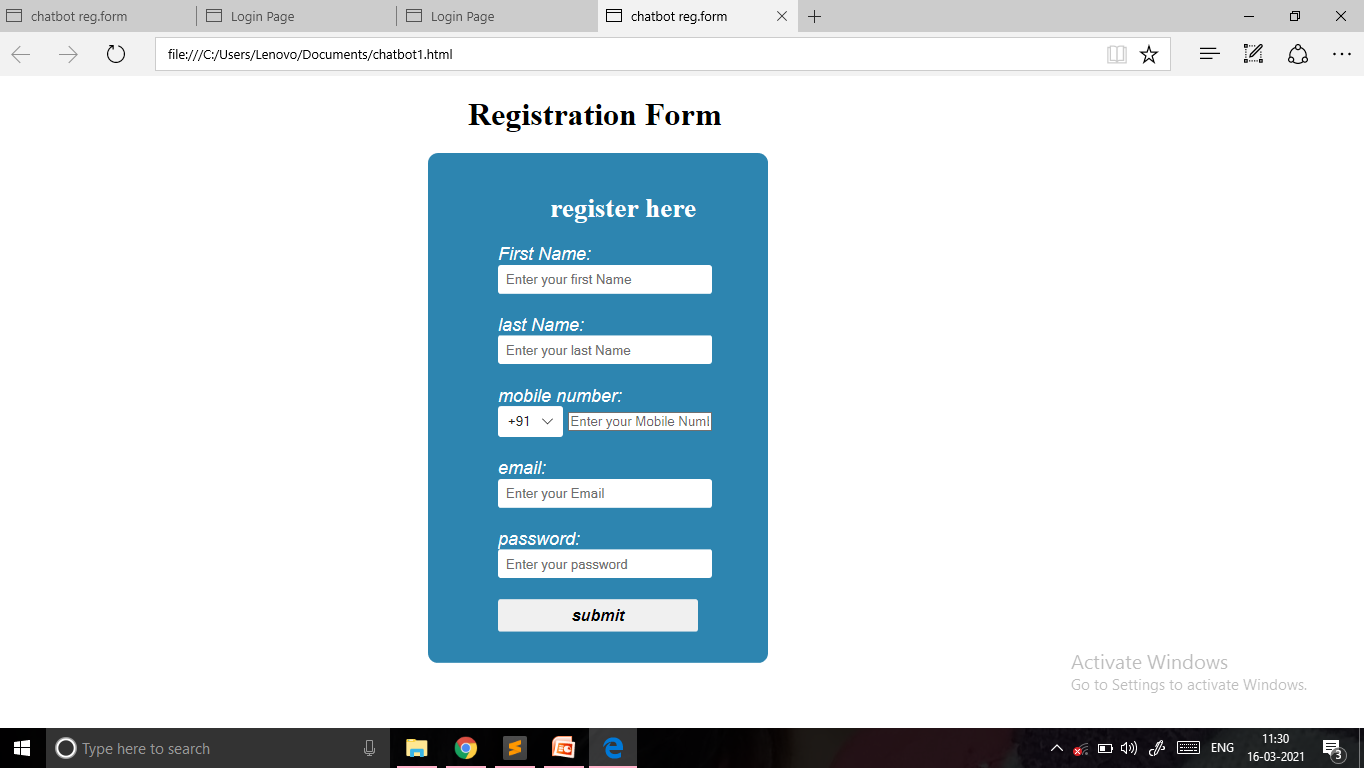 chatbot reg.form
Login Page
Login Page
chatbot reg.form
file:///C:/Users/Lenovo/Documents/chatbot1.html
Registration Form
register here
First Name:
Enter your first Name
last Name:
Enter your last Name
mobile number:
+91 Enter your Mobile Num
email:
Enter your Email
password:
Enter your password
submit
Activate Windows
Go to Settings to activate Windows.
Type here to search
ENG
11:30
16-03-2021
3